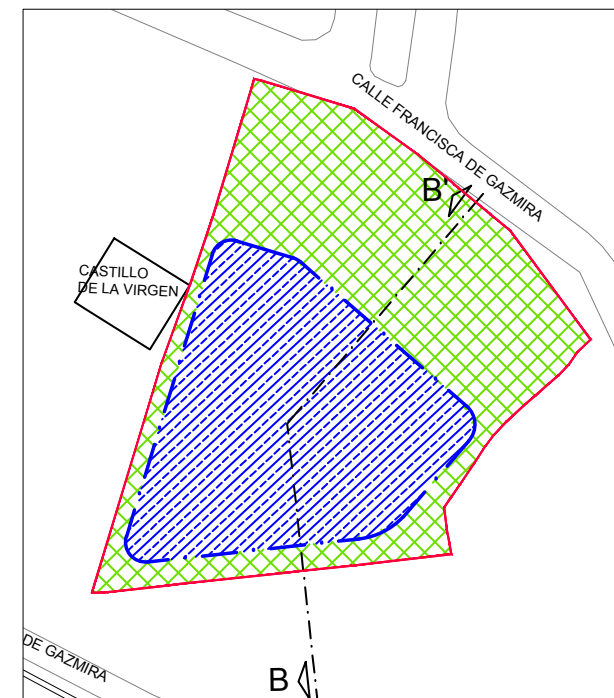 CALLE FRANCISCA DE GAZMIRA
B'
CASTILLO
DE LA VIRGEN
DE GAZMIRA
B